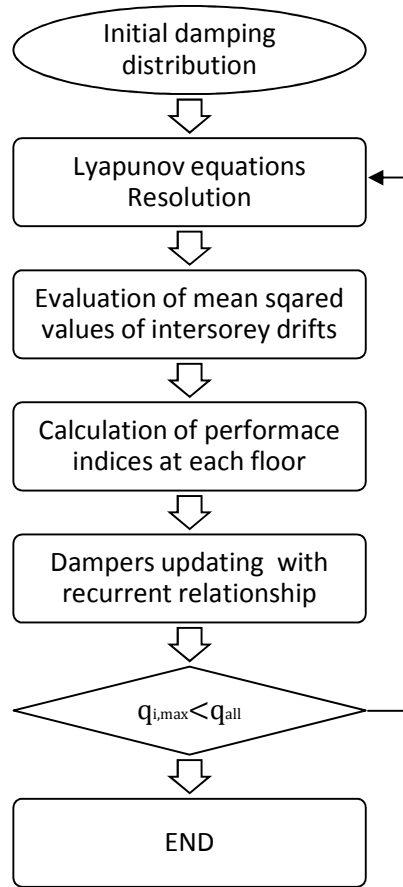 Initial damping
distribution
Lyapunov equations
Resolution
Evaluation of mean sqared
values of intersorey drifts
Calculation of performace
indices at each floor
Dampers updating with
recurrent relationship
qi,max<qall
END